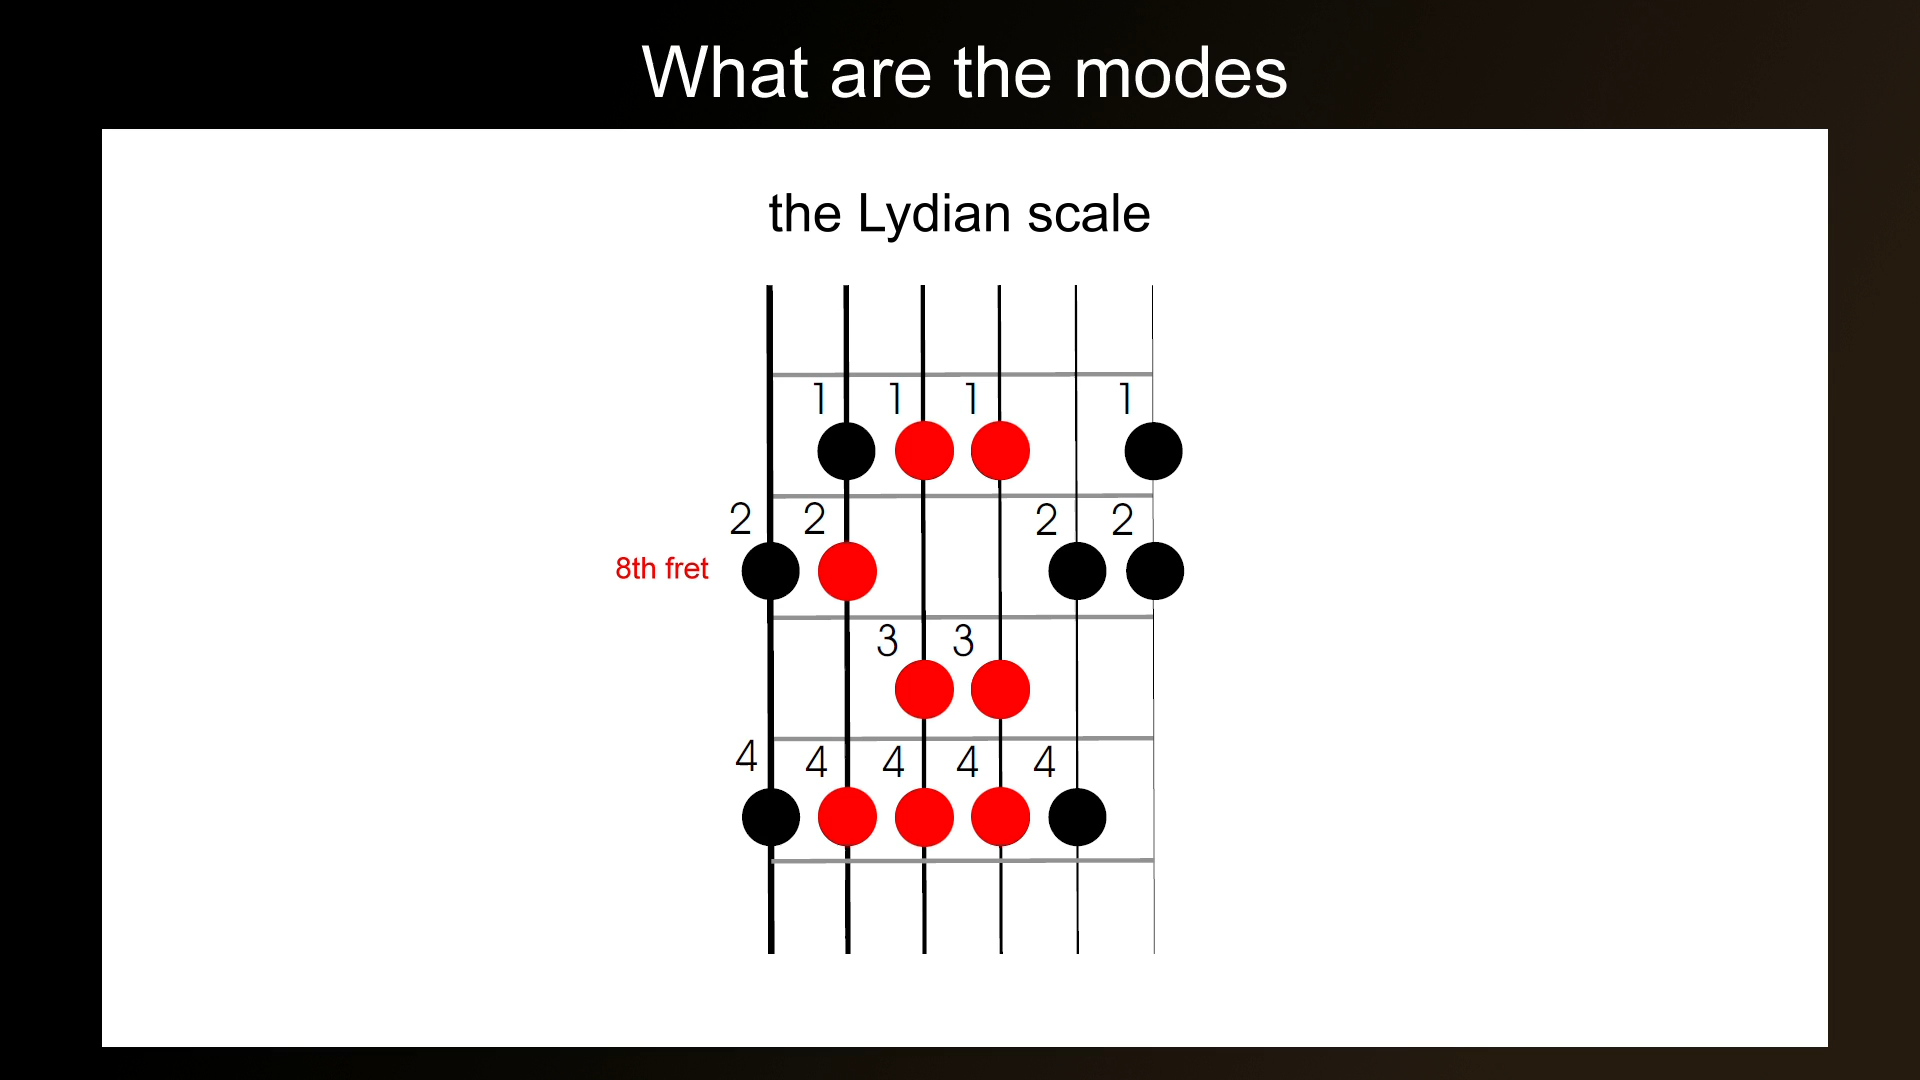 What are the modes
the Lydian scale
1 1 1 1
2 2 2 2
8th fret
3 3
4 4 4 4 4